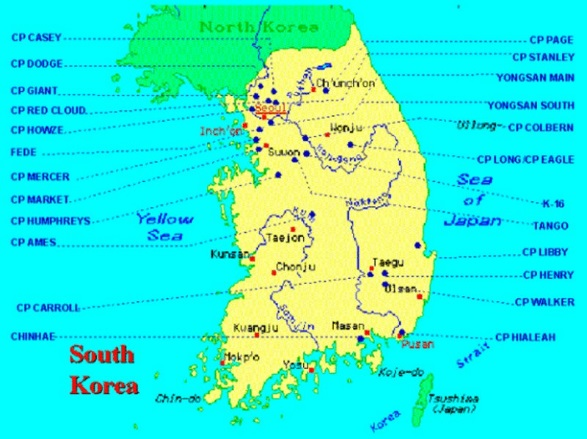 North Korea
CP CASEY
CP DODGE
CP GIANT
CP RED CLOUD
CP HOWZE
FEDE
CP MERCER
CP MARKET
CP HUMPHREYS
CP AMES
CP CARROLL
CHINHAE
CP PAGE
CP STANLEY
YONGSAN MAIN
YONGSAN SOUTH
CP COLBERN
CP LONG/CP EAGLE
K-16
TANGO
CP LIBBY
CP HENRY
CP WALKER
CP HIALEAH
Ch'unch'on
Seoul
Inch'on
Wonju
Ullung-
Suwon
Yellow
Sea
Sea
of
Japan
Kum
Naktong
Taejon
Kunsan
Chonju
Taegu
Ulsan
Kwangju
Masan
Pusan
Mokp'o
Yosu
Koje-do
Chin-do
South
Korea
Tsushima
(Japan)
Korea
Strait